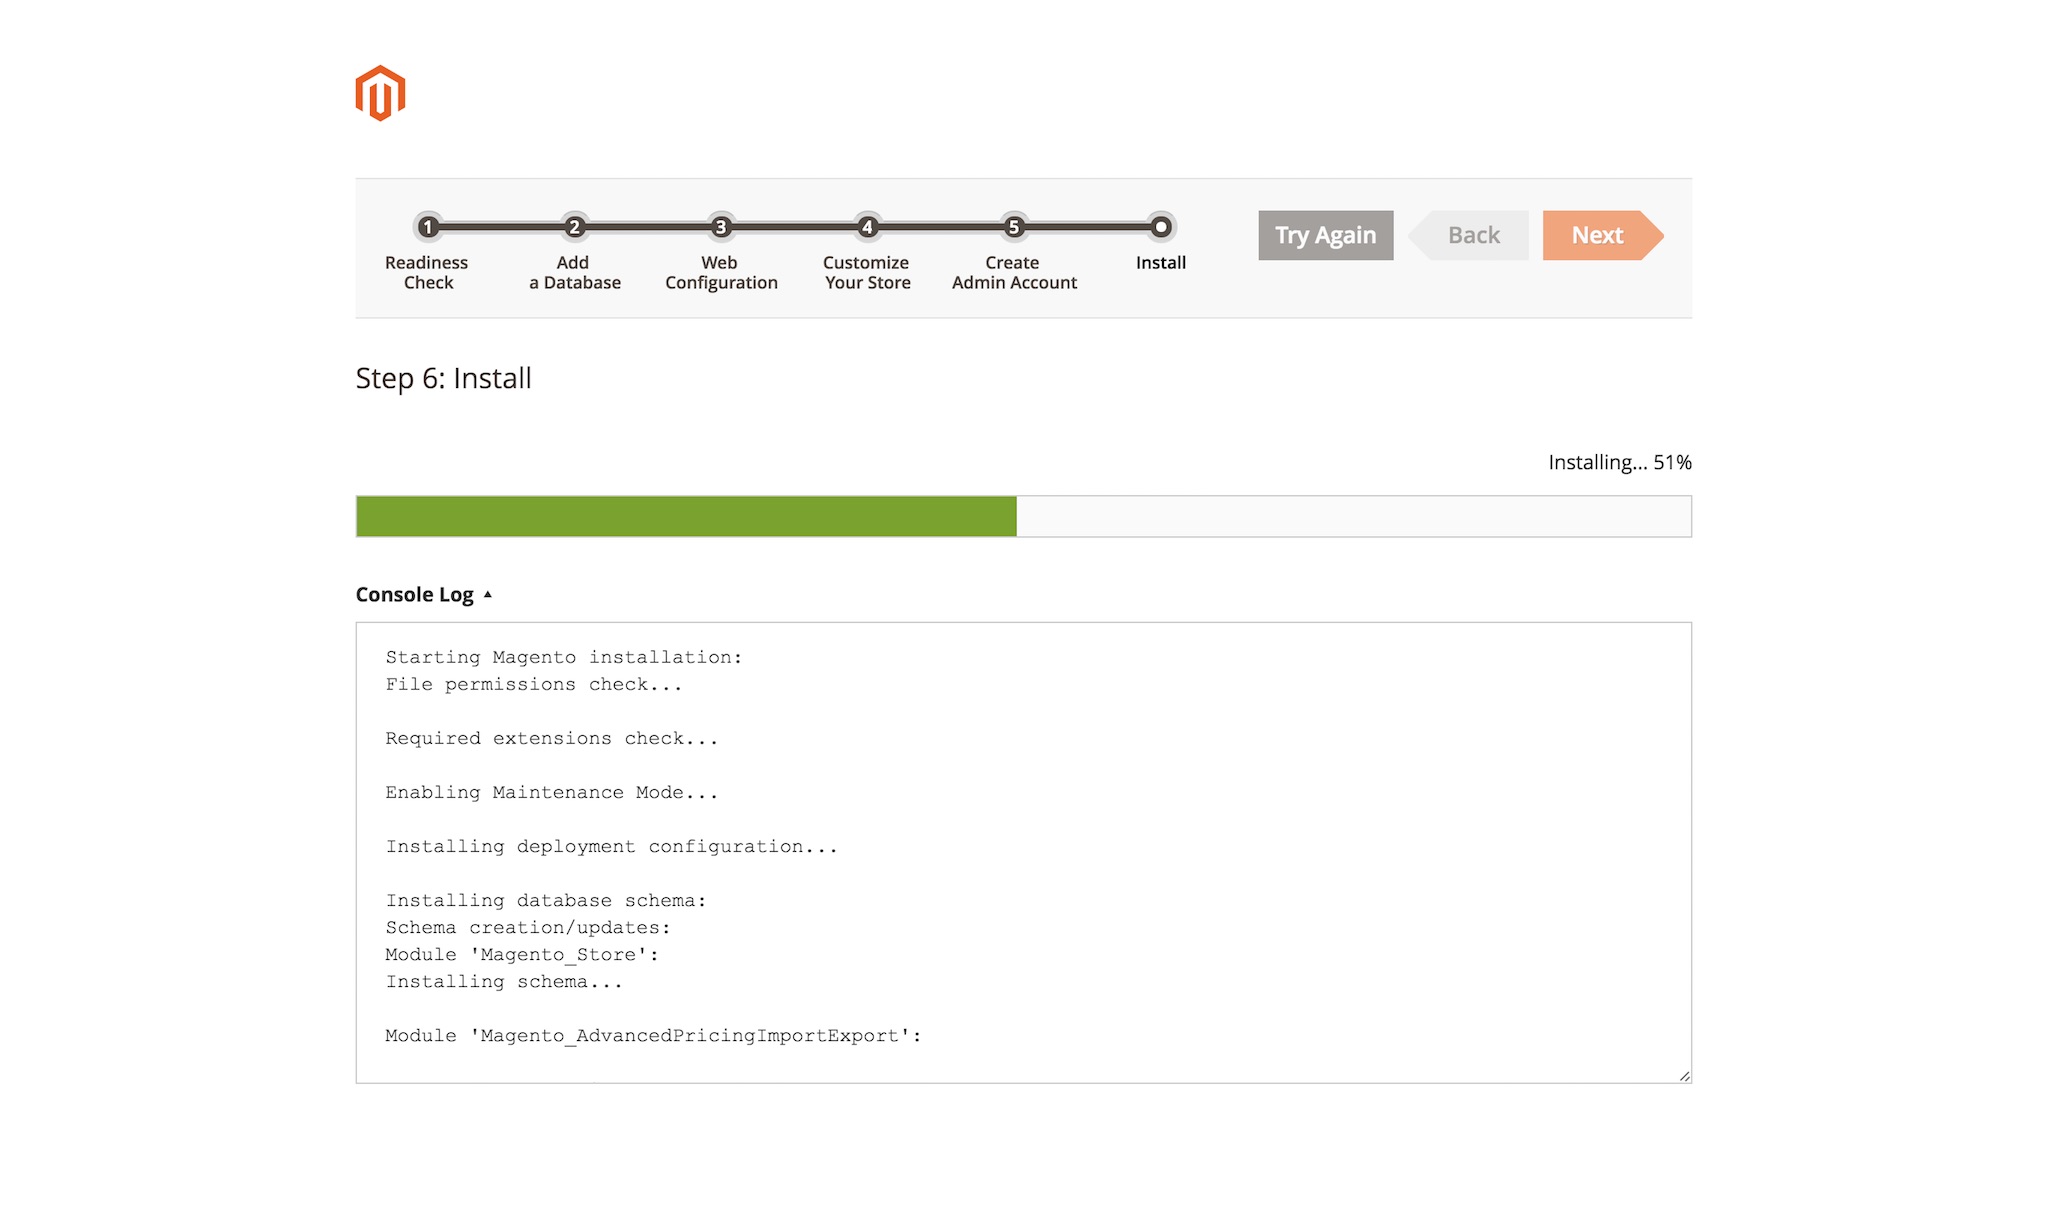 1 2 3 4 5
Readiness
Check
Add
a Database
Web
Configuration
Customize
Your Store
Create
Admin Account
Install
Try Again
Back
Next
Step 6: Install
Installing... 51%
Console Log
Starting Magento installation:
File permissions check...
Required extensions check...
Enabling Maintenance Mode...
Installing deployment configuration...
Installing database schema:
Schema creation/updates:
Module 'Magento_Store':
Installing schema...
Module 'Magento_AdvancedPricingImportExport':